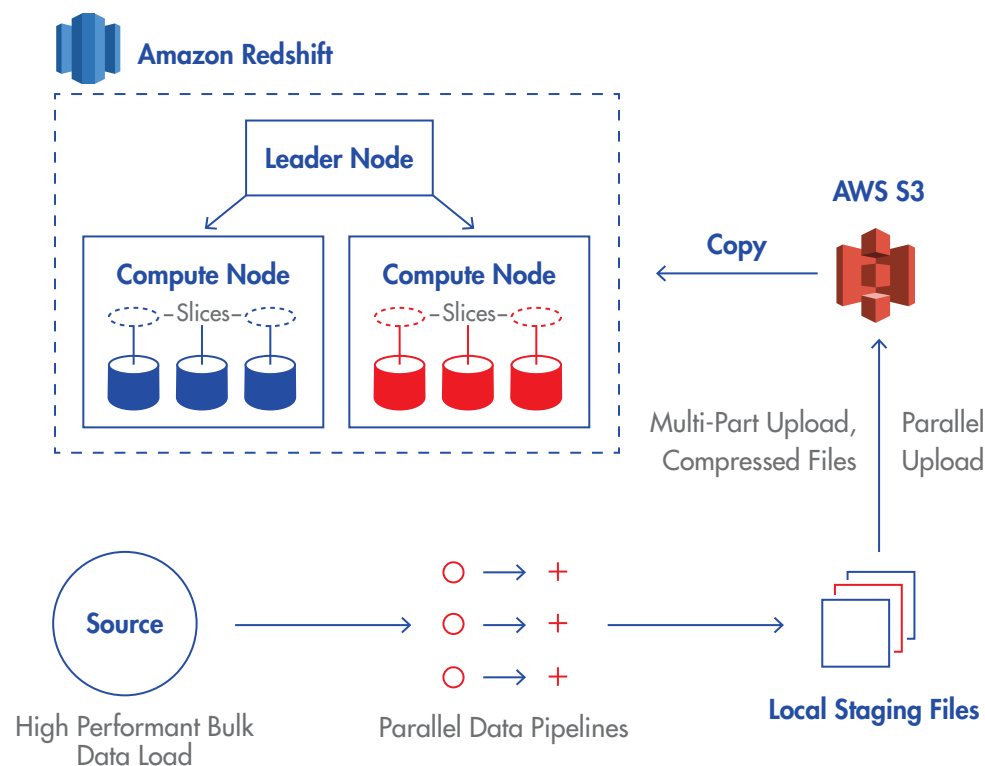 Amazon Redshift
Leader Node
AWS S3
Copy
Compute Node
Compute Node
Slices
Slices
Multi-Part Upload,
Compressed Files
Parallel
Upload
Source
High Performant Bulk
Data Load
Parallel Data Pipelines
Local Staging Files